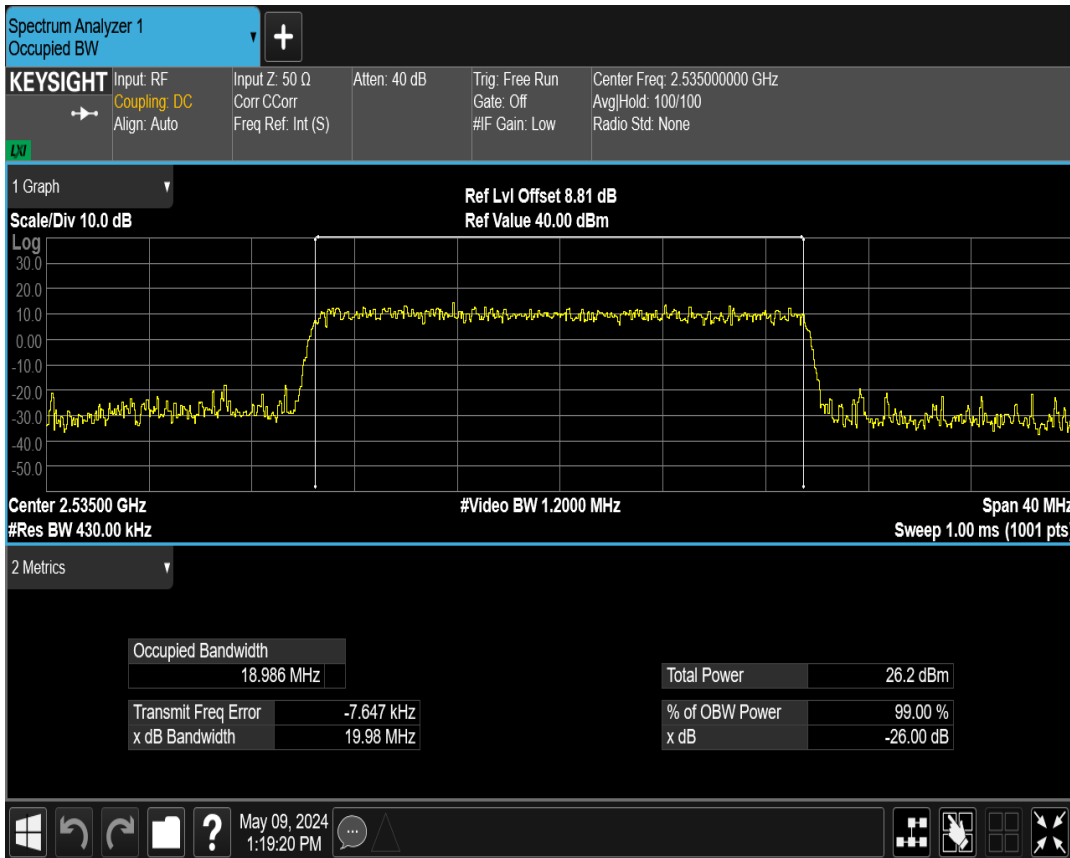 Spectrum Analyzer 1
Occupied BW
KEYSIGHT
LXI
Input: RF
Coupling: DC
Align: Auto
Input Z: 50 Ω
Corr CCorr
Freq Ref: Int (S)
Atten: 40 dB
Trig: Free Run
Gate: Off
#IF Gain: Low
Center Freq: 2.535000000 GHz
Avg|Hold: 100/100
Radio Std: None
1 Graph
Scale/Div 10.0 dB
Ref Lvl Offset 8.81 dB
Ref Value 40.00 dBm
Log
30.0
20.0
10.0
0.00
-10.0
-20.0
-30.0
-40.0
-50.0
Center 2.53500 GHz
#Video BW 1.2000 MHz
Span 40 MHz
#Res BW 430.00 kHz
Sweep 1.00 ms (1001 pts)
2 Metrics
Occupied Bandwidth
18.986 MHz
Total Power 26.2 dBm
Transmit Freq Error -7.647 kHz
% of OBW Power 99.00 %
x dB Bandwidth 19.98 MHz
x dB -26.00 dB
May 09, 2024
1:19:20 PM